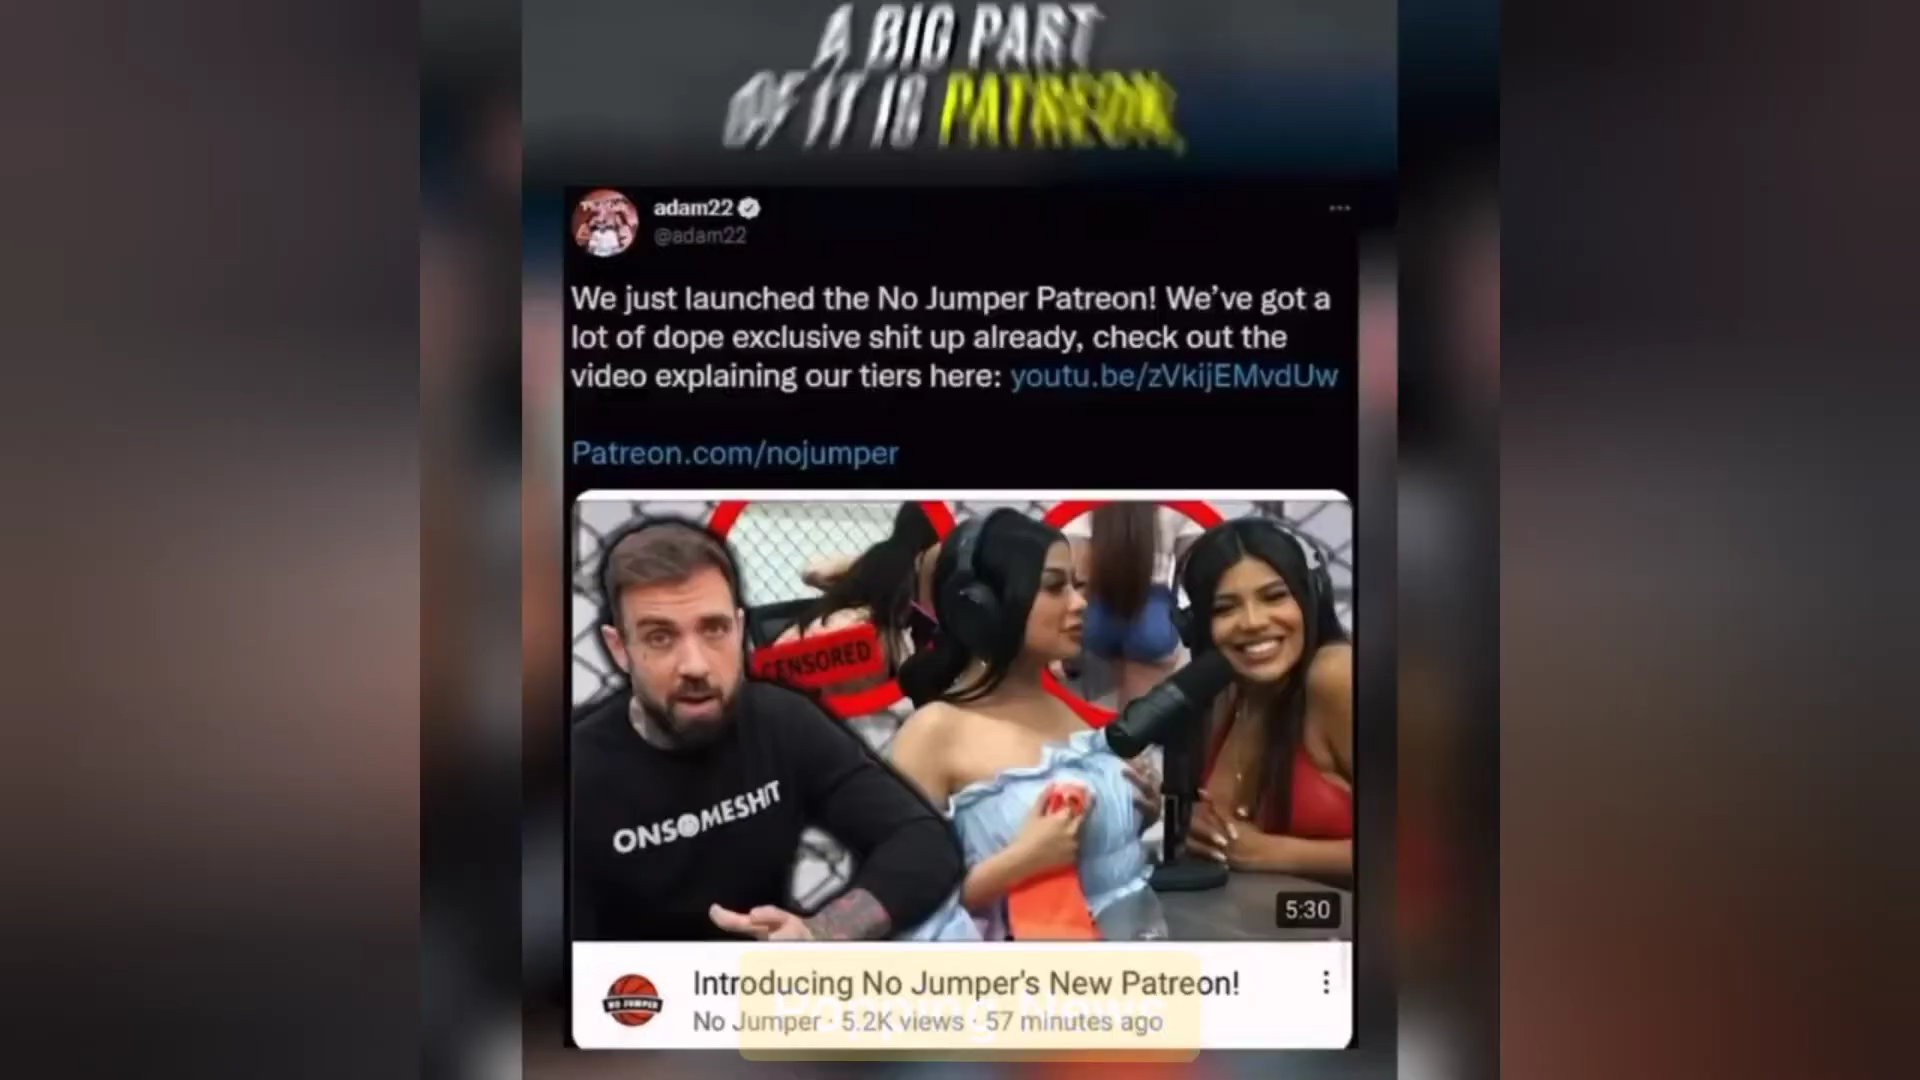 A BIG PART
OF IT IS PATREON,
adam22
@adam22
We just launched the No Jumper Patreon! We've got a
lot of dope exclusive shit up already, check out the
video explaining our tiers here: youtu.be/zVkijEMvdUw
Patreon.com/nojumper
CENSORED
ONSOMESHIT
5:30
NO JUMPER
Introducing No Jumper's New Patreon!
No Jumper · 5.2K views · 57 minutes ago